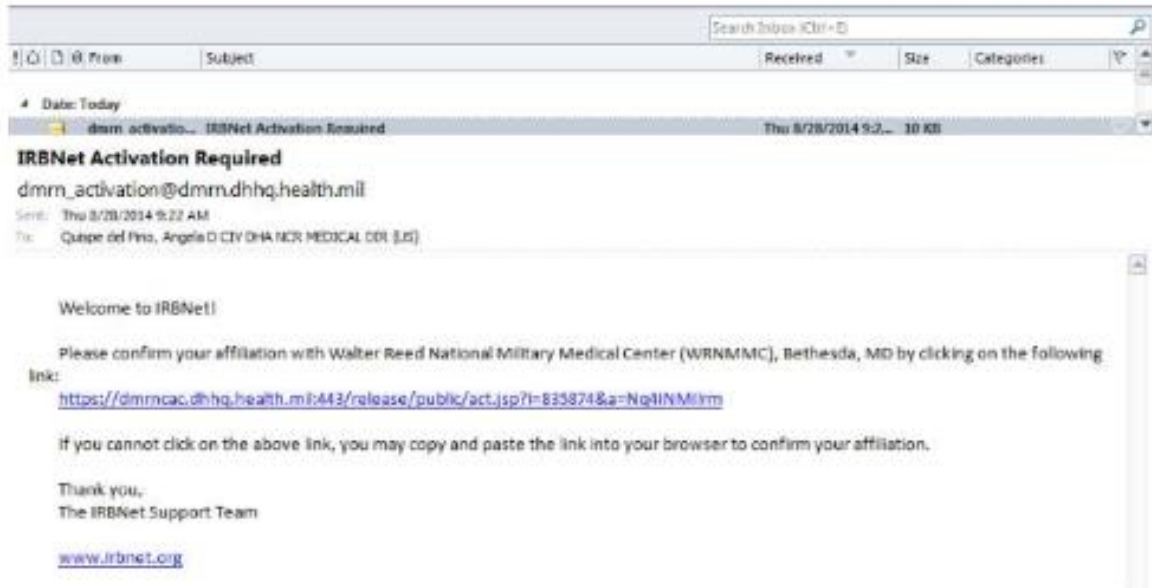 Search Inbox (Ctrl+E)
! From Subject Received Size Categories
Date: Today
dmrn_activatio... IRBNet Activation Required Thu 8/28/2014 9:2... 10 KB
IRBNet Activation Required
dmrn_activation@dmrn.dhhq.health.mil
Sent: Thu 8/28/2014 9:22 AM
To: Quispe del Pino, Angela D CIV DHA NCR MEDICAL DIR (US)
Welcome to IRBNet!
Please confirm your affiliation with Walter Reed National Military Medical Center (WRNMMC), Bethesda, MD by clicking on the following
link:
https://dmrncac.dhhq.health.mil:443/release/public/act.jsp?
If you cannot click on the above link, you may copy and paste the link into your browser to confirm your affiliation.
Thank you,
The IRBNet Support Team
www.irbnet.org